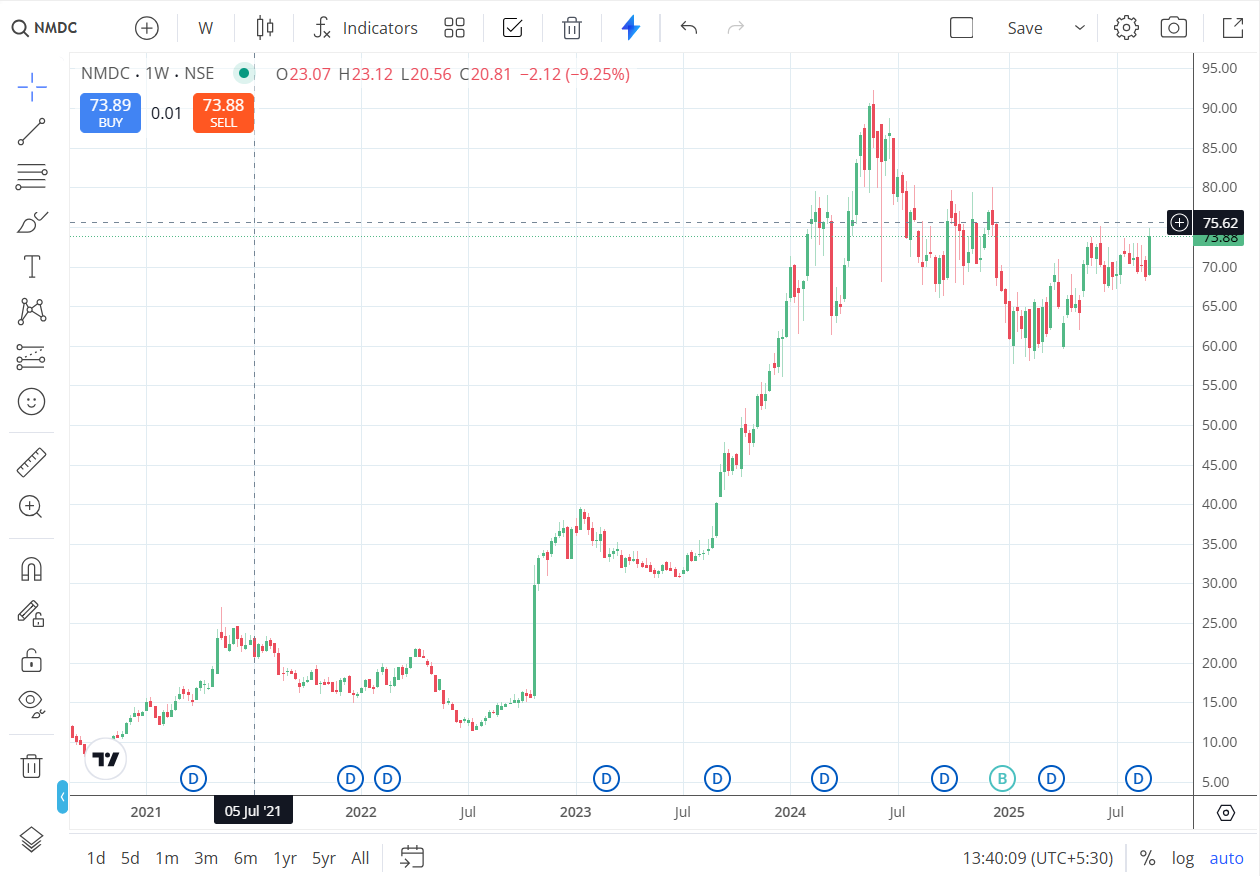 NMDC
W
Indicators
Save
NMDC · 1W · NSE
O23.07 H23.12 L20.56 C20.81 −2.12 (−9.25%)
73.89
BUY
0.01
73.88
SELL
95.00
90.00
85.00
80.00
75.62
73.88
70.00
65.00
60.00
55.00
50.00
45.00
40.00
35.00
30.00
25.00
20.00
15.00
10.00
5.00
D D D D D D D B D D
2021 05 Jul '21 2022 Jul 2023 Jul 2024 Jul 2025 Jul
1d 5d 1m 3m 6m 1yr 5yr All
13:40:09 (UTC+5:30) % log auto